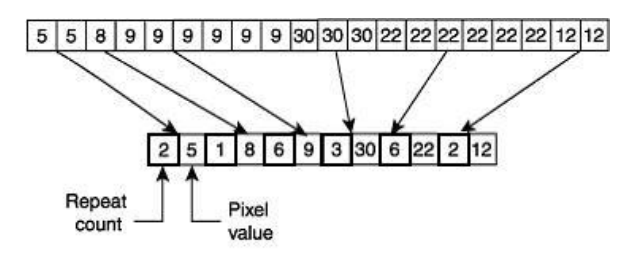 5 5 8 9 9 9 9 9 9 30 30 30 22 22 22 22 22 22 12 12
2 5 1 8 6 9 3 30 6 22 2 12
Repeat
count
Pixel
value